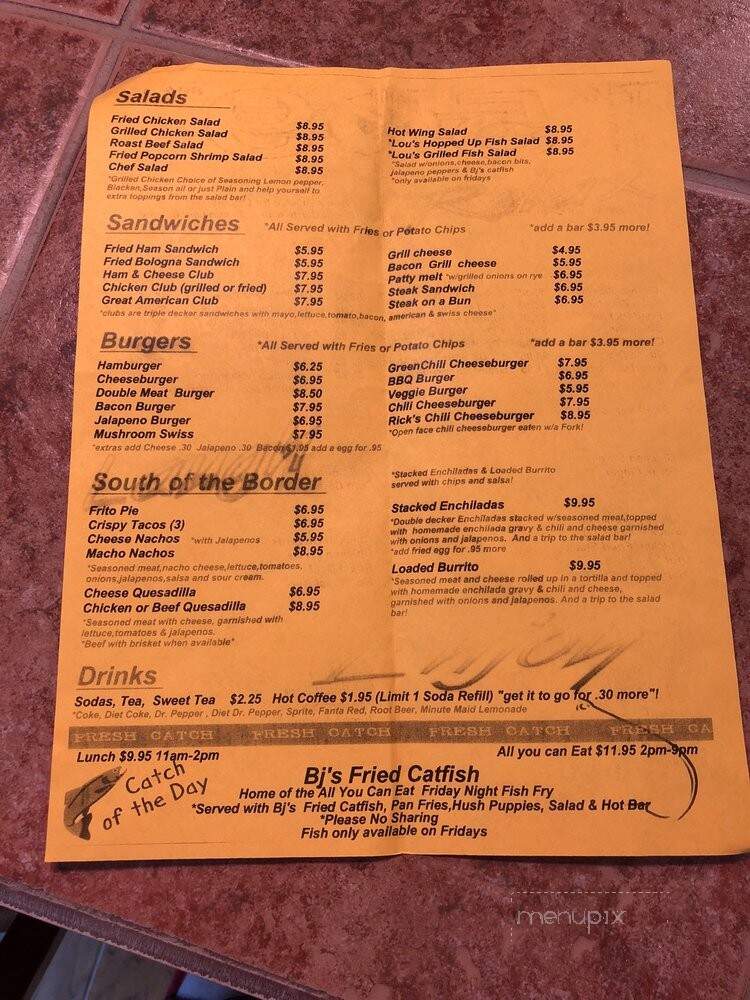 Salads
Fried Chicken Salad $8.95
Grilled Chicken Salad $8.95
Roast Beef Salad $8.95
Fried Popcorn Shrimp Salad $8.95
Chef Salad $8.95
*Grilled Chicken Choice of Seasoning Lemon pepper,
Blacken,Season all or just Plain and help yourself to
extra toppings from the salad bar!
Hot Wing Salad $8.95
*Lou's Hopped Up Fish Salad $8.95
*Lou's Grilled Fish Salad $8.95
*Salad w/onions,cheese,bacon bits,
jalapeno peppers & Bj's catfish
*only available on fridays
Sandwiches *All Served with Fries or Potato Chips *add a bar $3.95 more!
Fried Ham Sandwich $5.95
Fried Bologna Sandwich $5.95
Ham & Cheese Club $7.95
Chicken Club (grilled or fried) $7.95
Great American Club $7.95
Grill cheese $4.95
Bacon Grill cheese $5.95
Patty melt *w/grilled onions on rye $6.95
Steak Sandwich $6.95
Steak on a Bun $6.95
*clubs are triple decker sandwiches with mayo,lettuce,tomato,bacon, american & swiss cheese*
Burgers *All Served with Fries or Potato Chips *add a bar $3.95 more!
Hamburger $6.25
Cheeseburger $6.95
Double Meat Burger $8.50
Bacon Burger $7.95
Jalapeno Burger $6.95
Mushroom Swiss $7.95
*extras add Cheese .30 Jalapeno .30 Bacon $1.95 add a egg for .95
GreenChili Cheeseburger $7.95
BBQ Burger $6.95
Veggie Burger $5.95
Chili Cheeseburger $7.95
Rick's Chili Cheeseburger $8.95
*Open face chili cheeseburger eaten w/a Fork!
South of the Border
Frito Pie $6.95
Crispy Tacos (3) $6.95
Cheese Nachos *with Jalapenos $5.95
Macho Nachos $8.95
*Seasoned meat,nacho cheese,lettuce,tomatoes,
onions,jalapenos,salsa and sour cream.
Cheese Quesadilla $6.95
Chicken or Beef Quesadilla $8.95
*Seasoned meat with cheese, garnished with
lettuce,tomatoes & jalapenos.
*Beef with brisket when available*
*Stacked Enchiladas & Loaded Burrito
served with chips and salsa!
Stacked Enchiladas $9.95
*Double decker Enchiladas stacked w/seasoned meat,topped
with homemade enchilada gravy & chili and cheese garnished
with onions and jalapenos. And a trip to the salad bar!
*add fried egg for .95 more
Loaded Burrito $9.95
*Seasoned meat and cheese rolled up in a tortilla and topped
with homemade enchilada gravy & chili and cheese,
garnished with onions and jalapenos. And a trip to the salad
bar!
Enjoy
Drinks
Sodas, Tea, Sweet Tea $2.25 Hot Coffee $1.95 (Limit 1 Soda Refill) "get it to go for .30 more"!
*Coke, Diet Coke, Dr. Pepper , Diet Dr. Pepper, Sprite, Fanta Red, Root Beer, Minute Maid Lemonade
FRESH CATCH FRESH CATCH FRESH CATCH FRESH CA
Lunch $9.95 11am-2pm All you can Eat $11.95 2pm-9pm
Catch
of the Day
Bj's Fried Catfish
Home of the All You Can Eat Friday Night Fish Fry
*Served with Bj's Fried Catfish, Pan Fries,Hush Puppies, Salad & Hot Bar
*Please No Sharing
Fish only available on Fridays
menupix